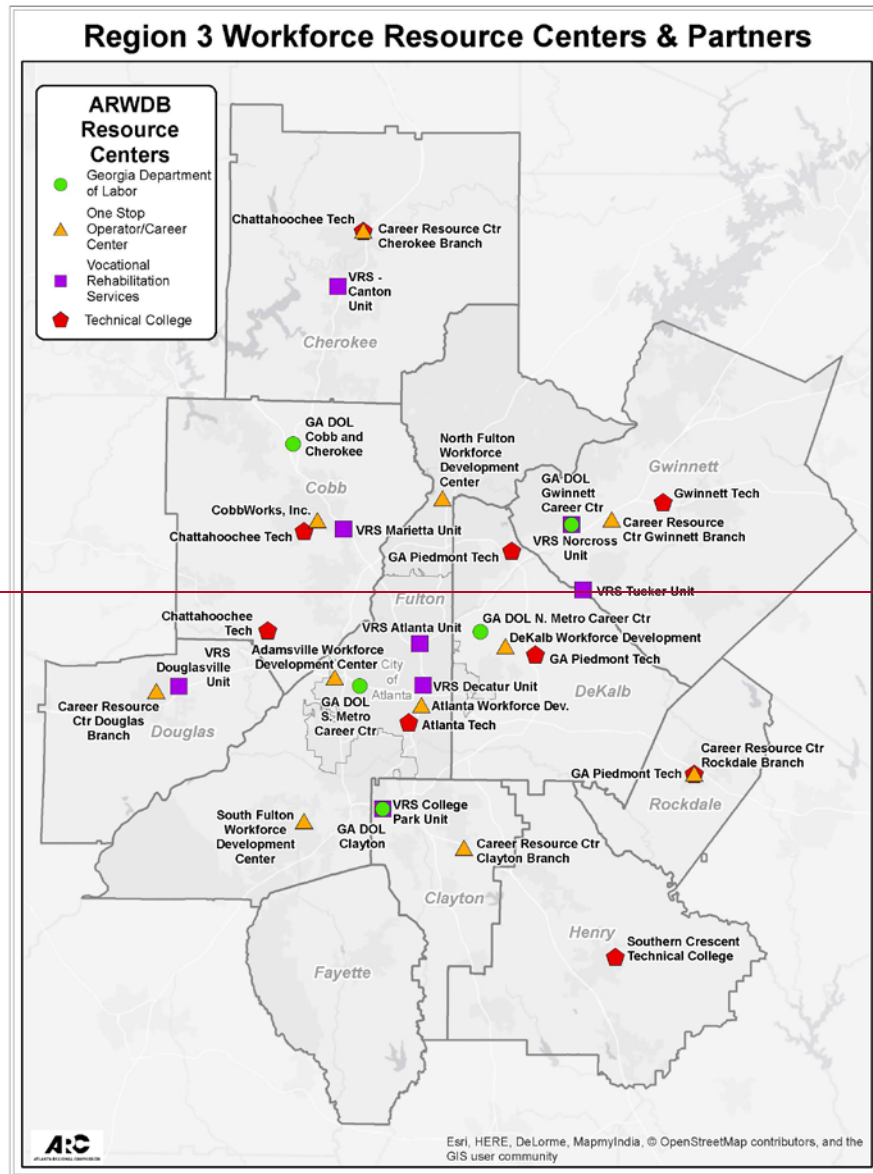 Region 3 Workforce Resource Centers & Partners
ARWDB
Resource
Centers
Georgia Department
of Labor
One Stop
Operator/Career
Center
Vocational
Rehabilitation
Services
Technical College
Chattahoochee Tech
Career Resource Ctr
Cherokee Branch
VRS -
Canton
Unit
Cherokee
GA DOL
Cobb and
Cherokee
North Fulton
Workforce
Development
Center
Cobb
Gwinnett
GA DOL
Gwinnett
Career Ctr
Gwinnett Tech
CobbWorks, Inc.
Chattahoochee Tech
VRS Marietta Unit
Career Resource
Ctr Gwinnett Branch
VRS Norcross
Unit
GA Piedmont Tech
VRS Tucker Unit
Fulton
Chattahoochee
Tech
VRS Atlanta Unit
GA DOL N. Metro Career Ctr
DeKalb Workforce Development
GA Piedmont Tech
VRS
Douglasville
Unit
Adamsville Workforce
Development Center
City
of
Atlanta
VRS Decatur Unit
DeKalb
Career Resource
Ctr Douglas
Branch
Douglas
GA DOL
S. Metro
Career Ctr
Atlanta Workforce Dev.
Atlanta Tech
Career Resource Ctr
Rockdale Branch
GA Piedmont Tech
Rockdale
South Fulton
Workforce
Development
Center
VRS College
Park Unit
GA DOL
Clayton
Career Resource Ctr
Clayton Branch
Clayton
Henry
Southern Crescent
Technical College
Fayette
ARC
ATLANTA REGIONAL COMMISSION
Esri, HERE, DeLorme, MapmyIndia, © OpenStreetMap contributors, and the
GIS user community